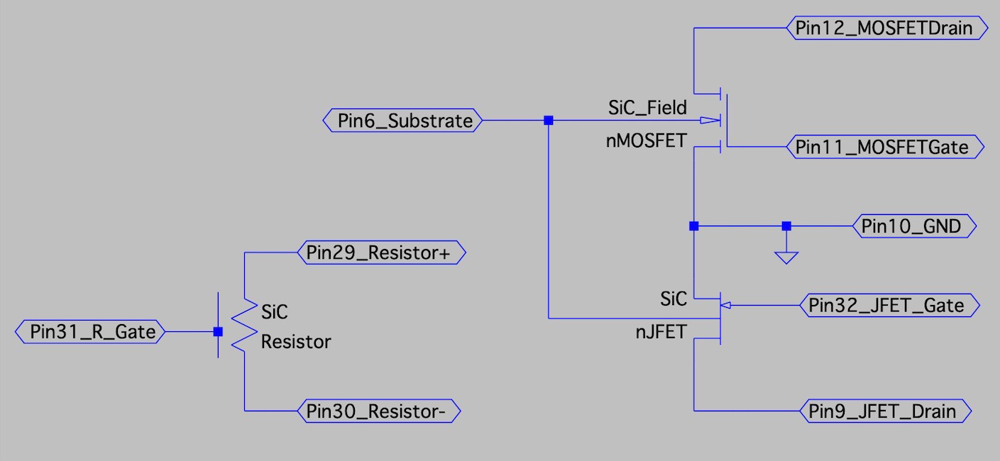 Pin12_MOSFETDrain
SiC_Field
Pin6_Substrate
nMOSFET
Pin11_MOSFETGate
Pin10_GND
Pin29_Resistor+
SiC
Pin32_JFET_Gate
SiC
Pin31_R_Gate
nJFET
Resistor
Pin30_Resistor-
Pin9_JFET_Drain